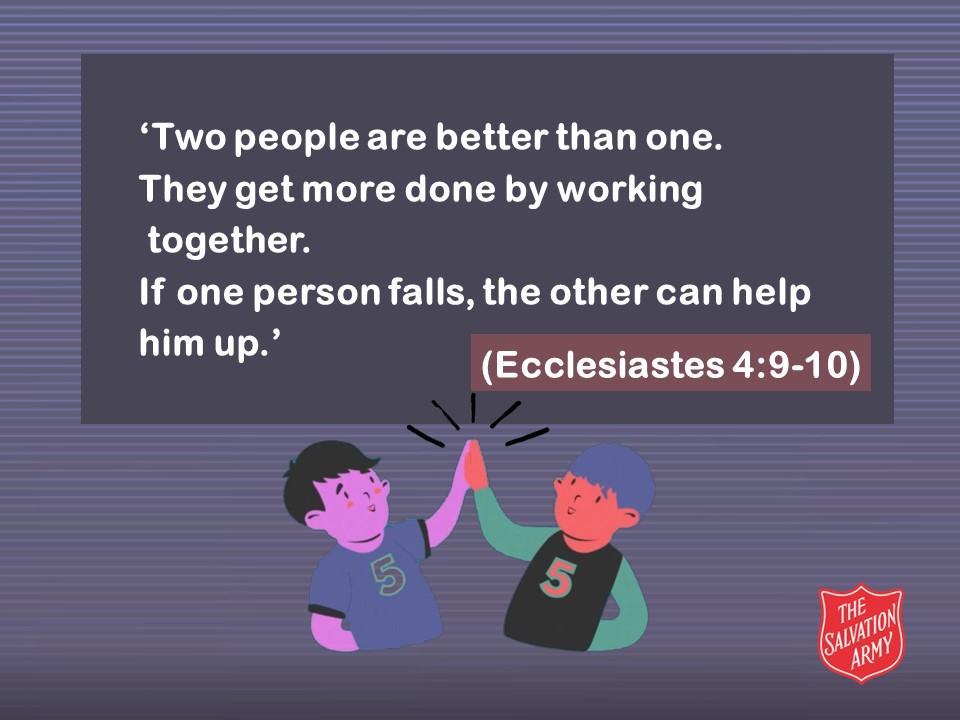 ‘Two people are better than one.
They get more done by working
together.
If one person falls, the other can help
him up.’
(Ecclesiastes 4:9-10)
5
5
THE
SALVATION
ARMY